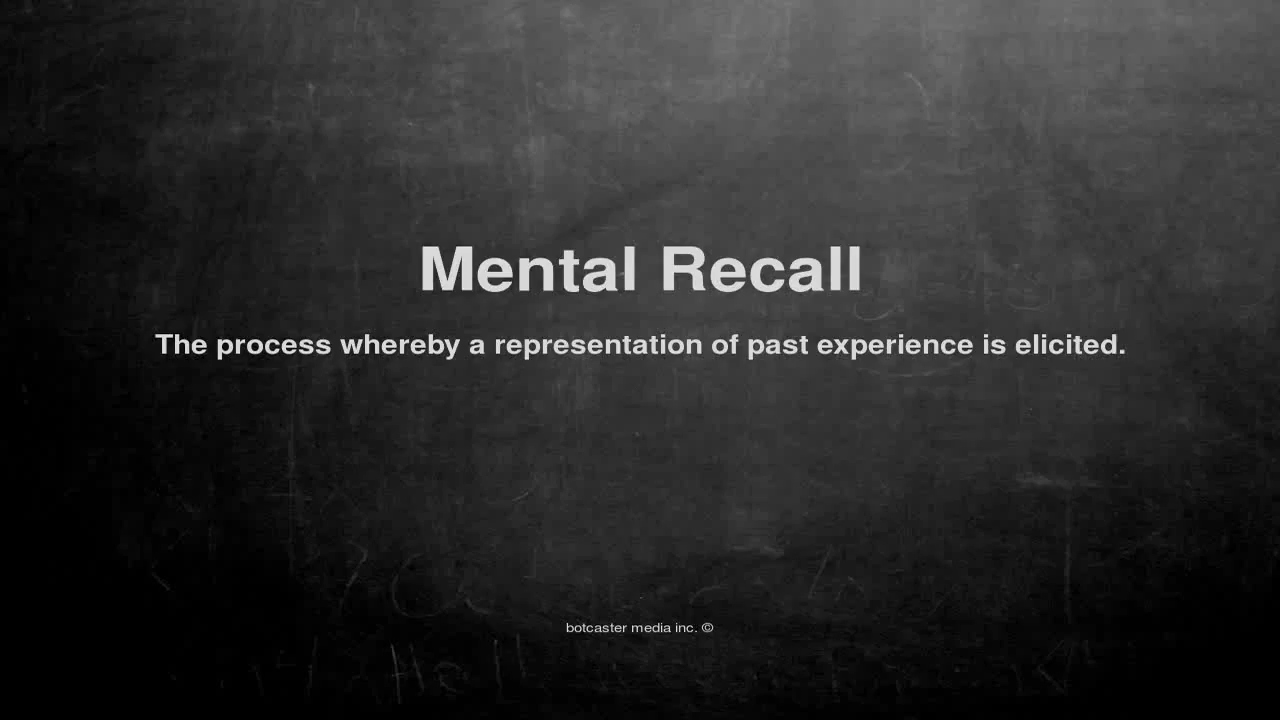 Mental Recall
The process whereby a representation of past experience is elicited.
botcaster media inc. ©